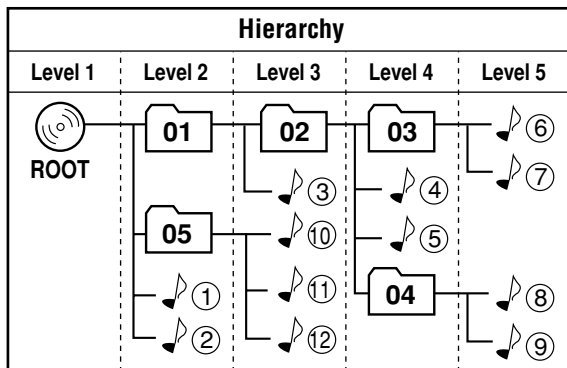 Hierarchy
Level 1 Level 2 Level 3 Level 4 Level 5
01 02 03 ⑥
ROOT
③ ④ ⑦
05 ⑩ ⑤
① ⑪ 04 ⑧
② ⑫ ⑨